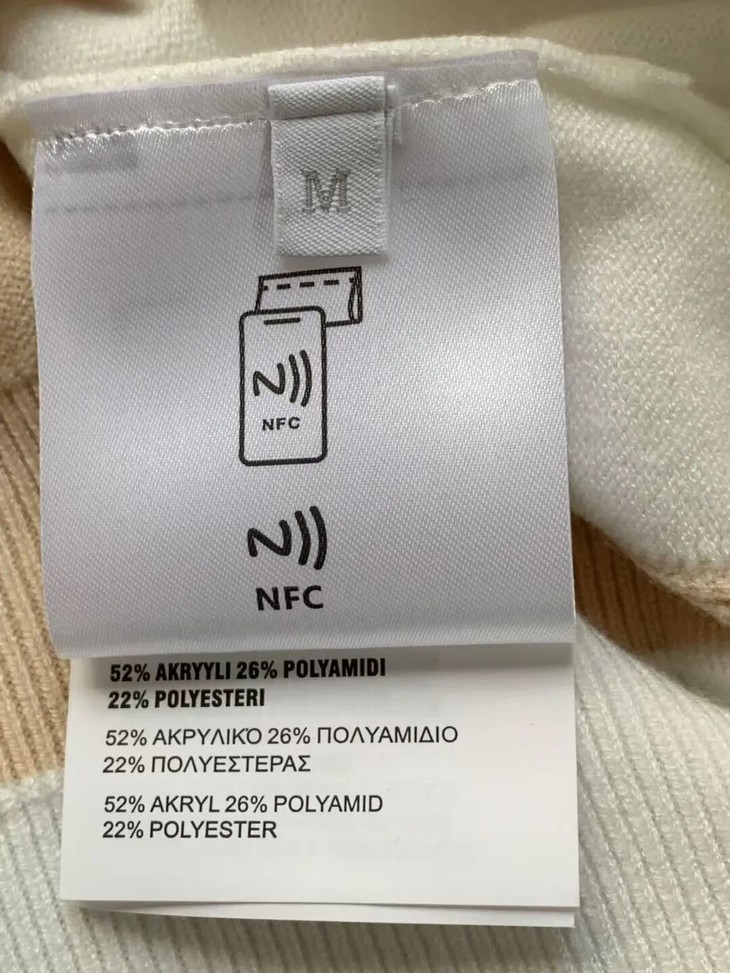 M
NFC
NFC
52% AKRYYLI 26% POLYAMIDI
22% POLYESTERI
52% ΑΚΡΥΛΙΚΌ 26% ΠΟΛΥΑΜΙΔΙΟ
22% ΠΟΛΥΕΣΤΕΡΑΣ
52% AKRYL 26% POLYAMID
22% POLYESTER